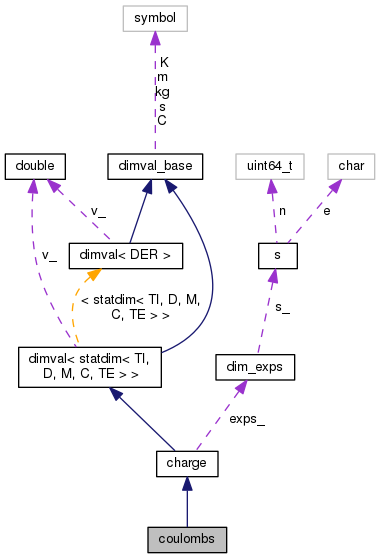 symbol
K
m
kg
s
C
double
dimval_base
uint64_t
char
v_
n
e
dimval< DER >
s
v_
< statdim< TI, D, M,
C, TE > >
s_
dimval< statdim< TI,
D, M, C, TE > >
dim_exps
exps_
charge
coulombs